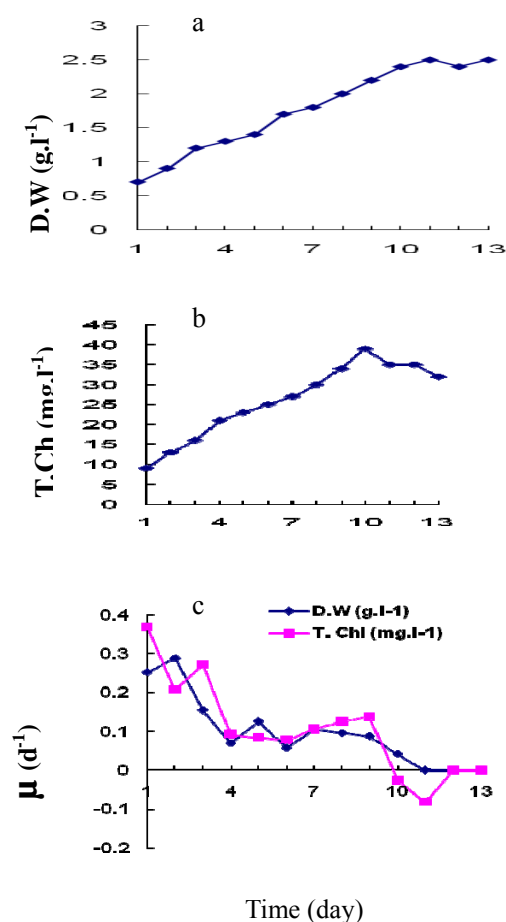 a
3
2.5
2
1.5
1
0.5
0
D.W (g.l-1)
1 4 7 10 13
b
45
40
35
30
25
20
15
10
5
0
T.Ch (mg.l-1)
1 4 7 10 13
c
D.W (g.l-1)
T. Chl (mg.l-1)
0.4
0.3
0.2
0.1
0
-0.1
-0.2
μ (d-1)
1 4 7 10 13
Time (day)